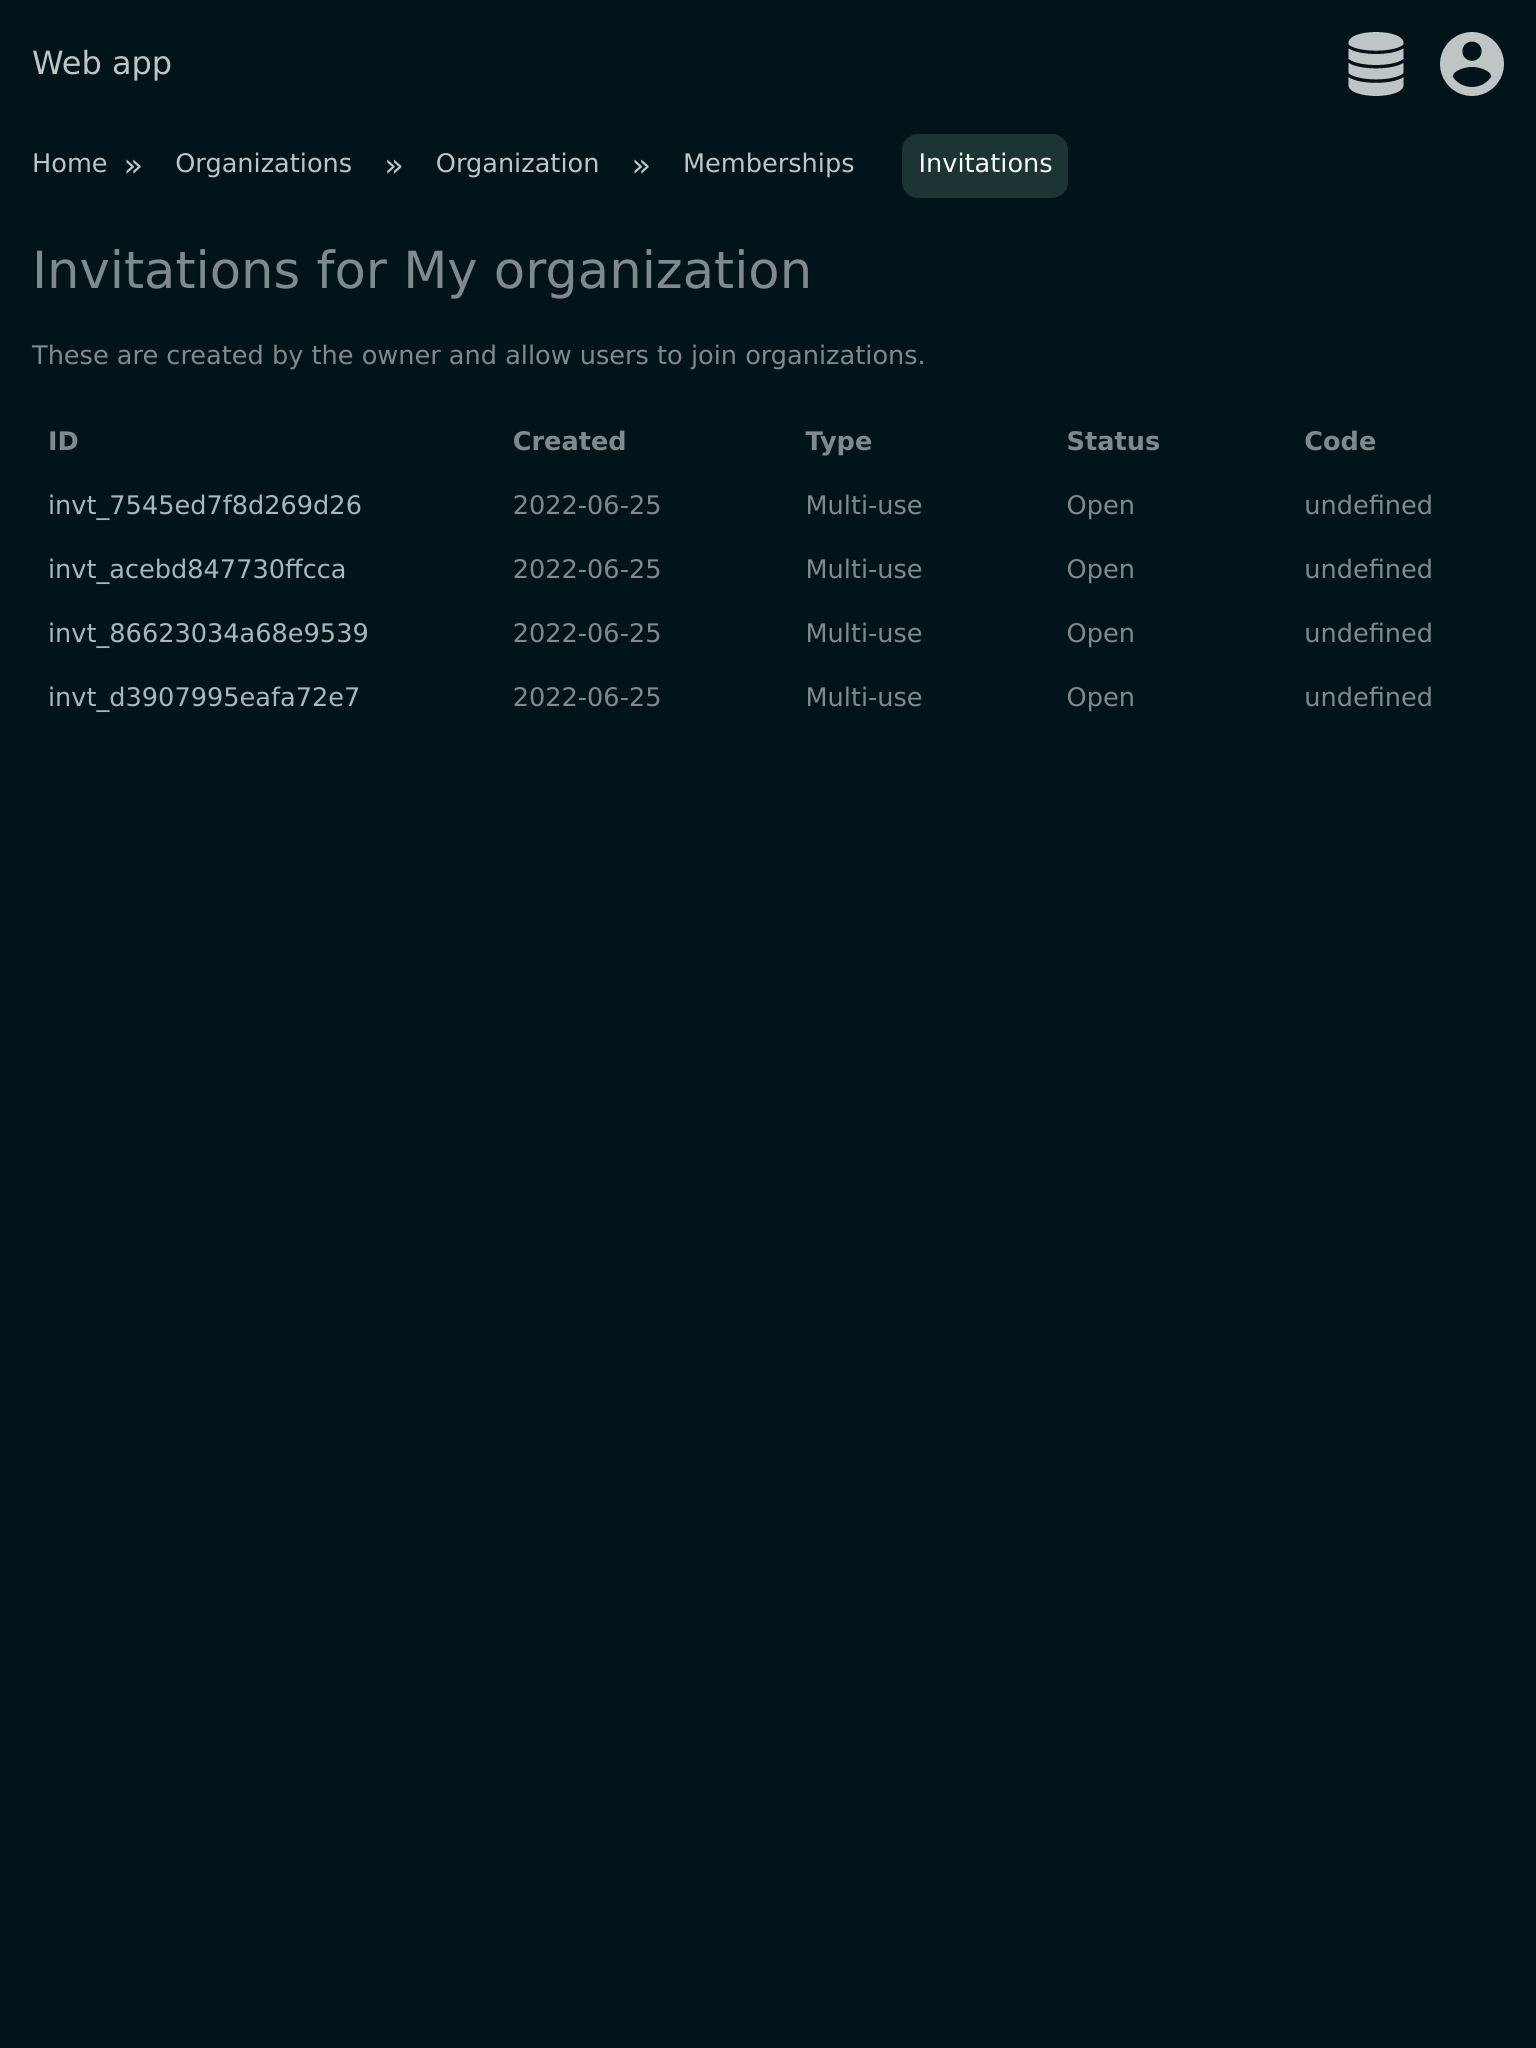 Web app
Home » Organizations » Organization » Memberships Invitations
Invitations for My organization
These are created by the owner and allow users to join organizations.
ID Created Type Status Code
invt_7545ed7f8d269d26 2022-06-25 Multi-use Open undefined
invt_acebd847730ffcca 2022-06-25 Multi-use Open undefined
invt_86623034a68e9539 2022-06-25 Multi-use Open undefined
invt_d3907995eafa72e7 2022-06-25 Multi-use Open undefined